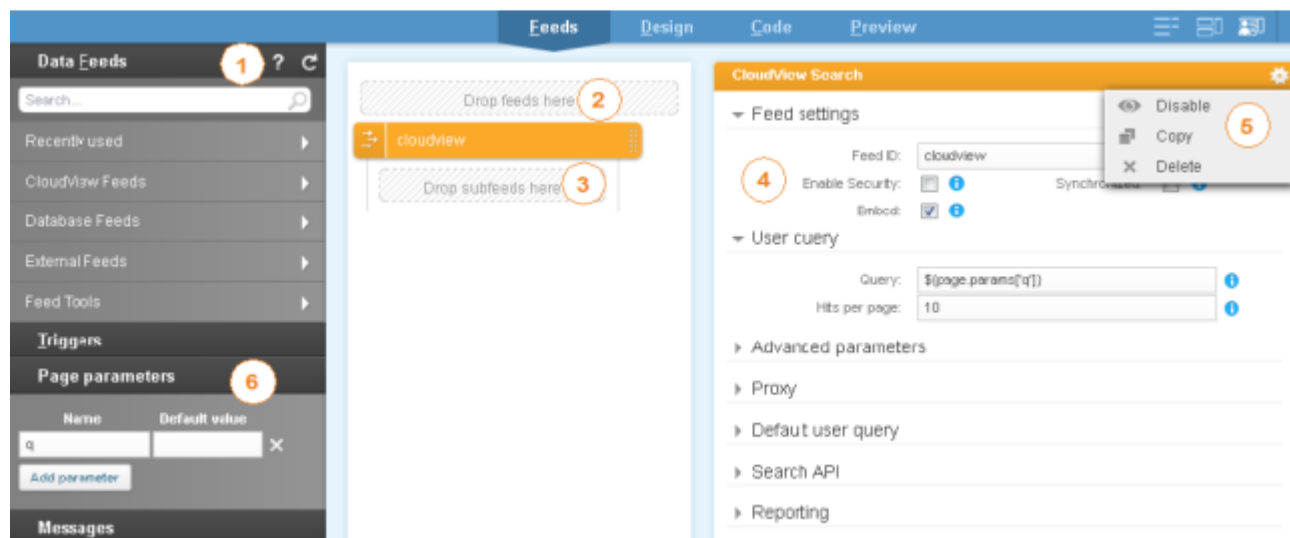 Feeds Design Code Preview
Data Feeds 1 ?
Search...
Recently used
CloudView Feeds
Database Feeds
External Feeds
Feed Tools
Triggers
Page parameters 6
Name Default value
q
Add parameter
Messages
Drop feeds here 2
cloudview
Drop subfeeds here 3
CloudView Search
Feed settings
Disable
Copy 5
Delete
Feed ID: cloudview
4
Enable Security: Synchronized
Embed:
User query
Query: ${page.params['q']}
Hits per page: 10
Advanced parameters
Proxy
Defaut user query
Search API
Reporting